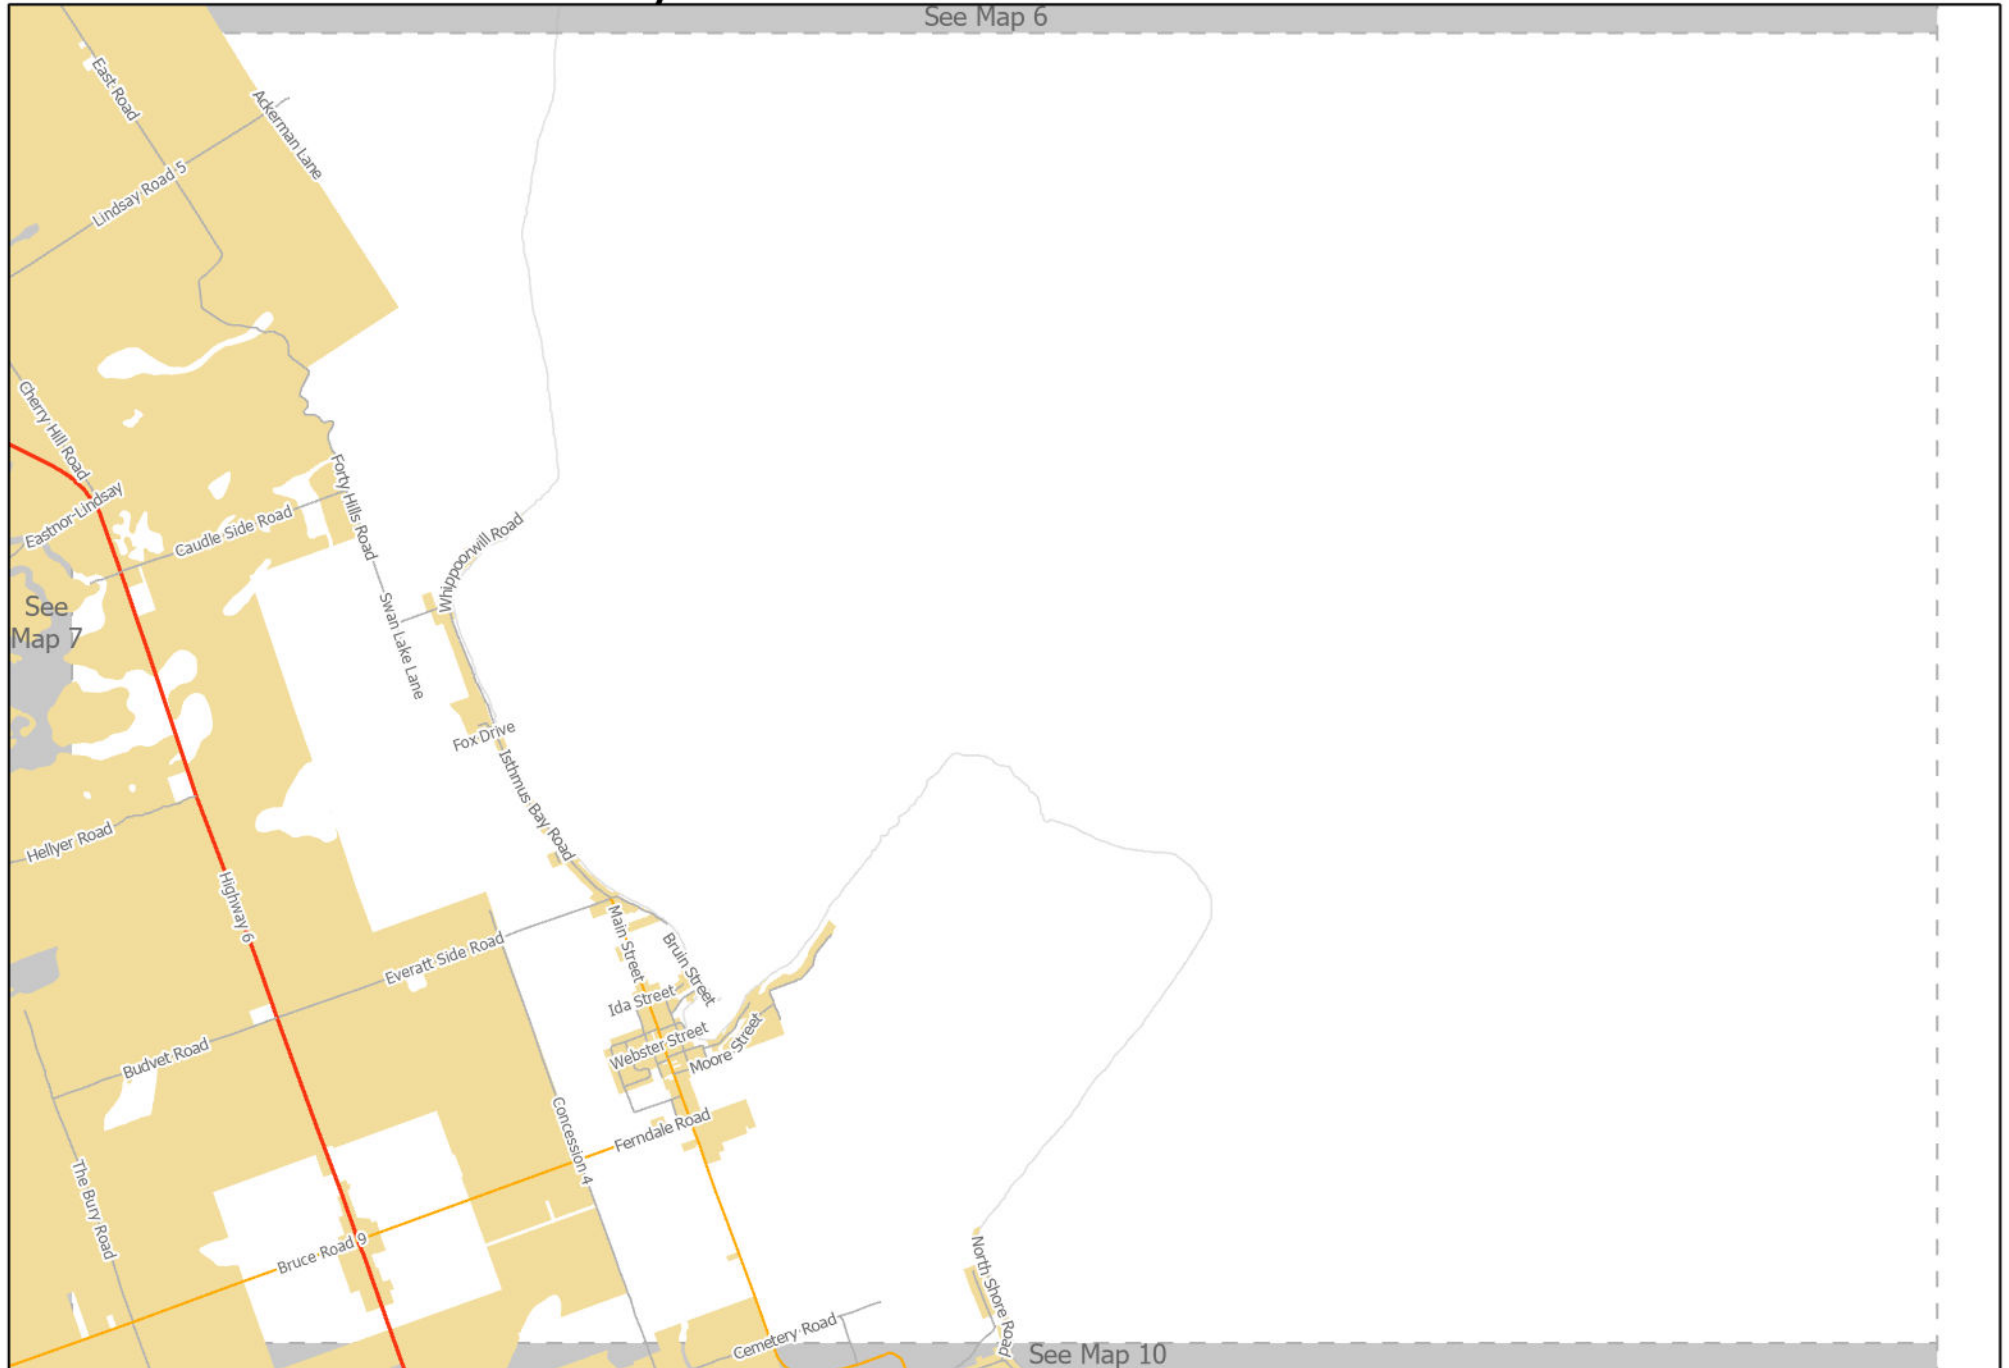 See Map 6
East Road
Ackerman Lane
Lindsay Road 5
Cherry Hill Road
Forty Hills Road
Eastnor-Lindsay
Caudle Side Road
Whippoorwill Road
See
Map 7
Swan Lake Lane
Fox Drive
Isthmus Bay Road
Hellyer Road
Highway 6
Main Street
Bruin Street
Everatt Side Road
Ida Street
Webster Street
Moore Street
Budvet Road
Concession 4
Ferndale Road
The Bury Road
Bruce Road 9
North Shore Road
Cemetery Road
See Map 10